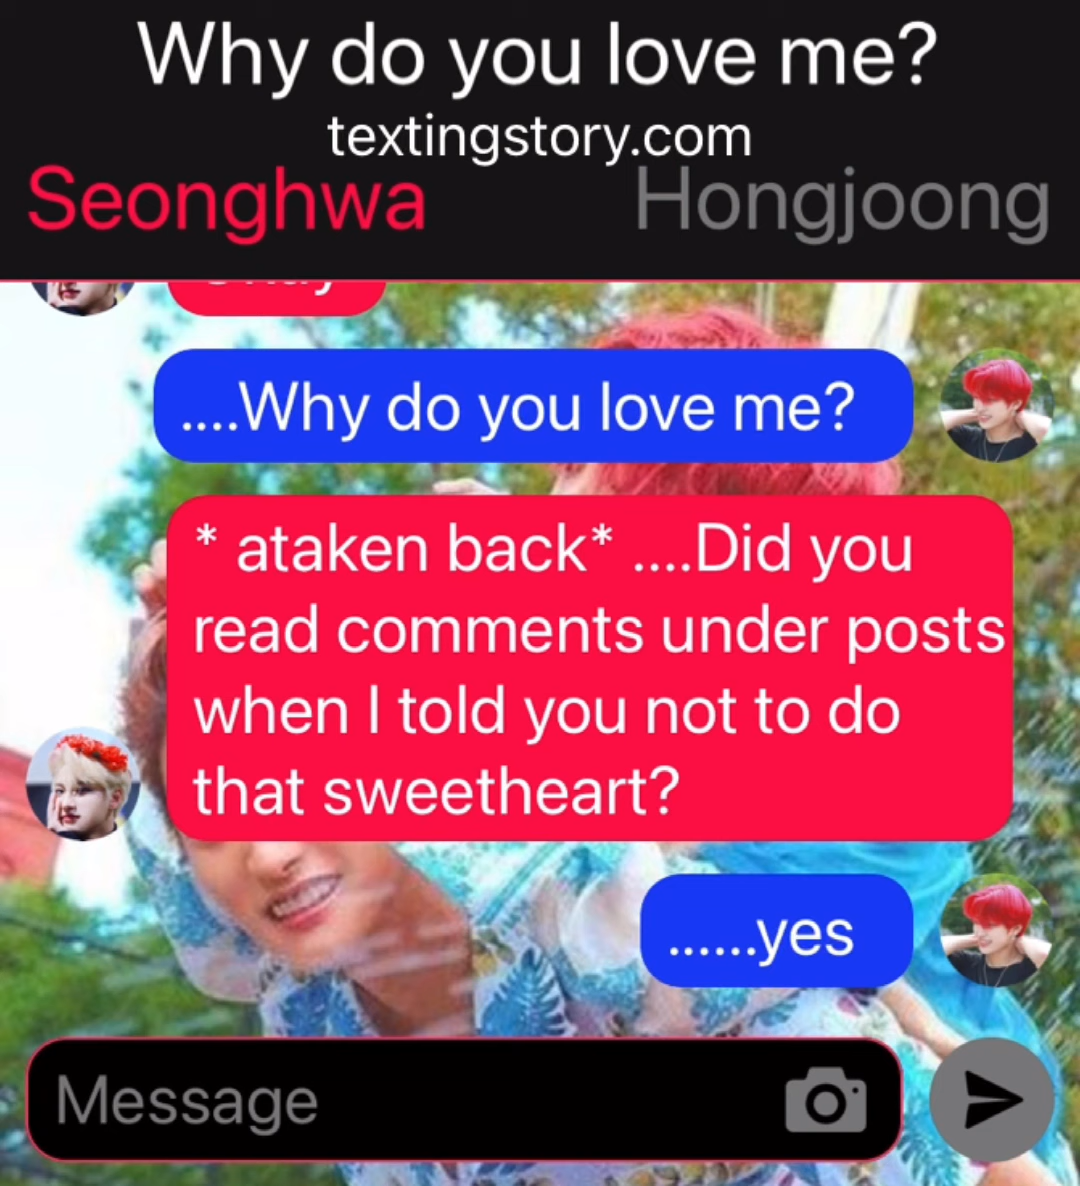 Why do you love me?
textingstory.com
Seonghwa Hongjoong
....Why do you love me?
* ataken back* ....Did you
read comments under posts
when I told you not to do
that sweetheart?
......yes
Message